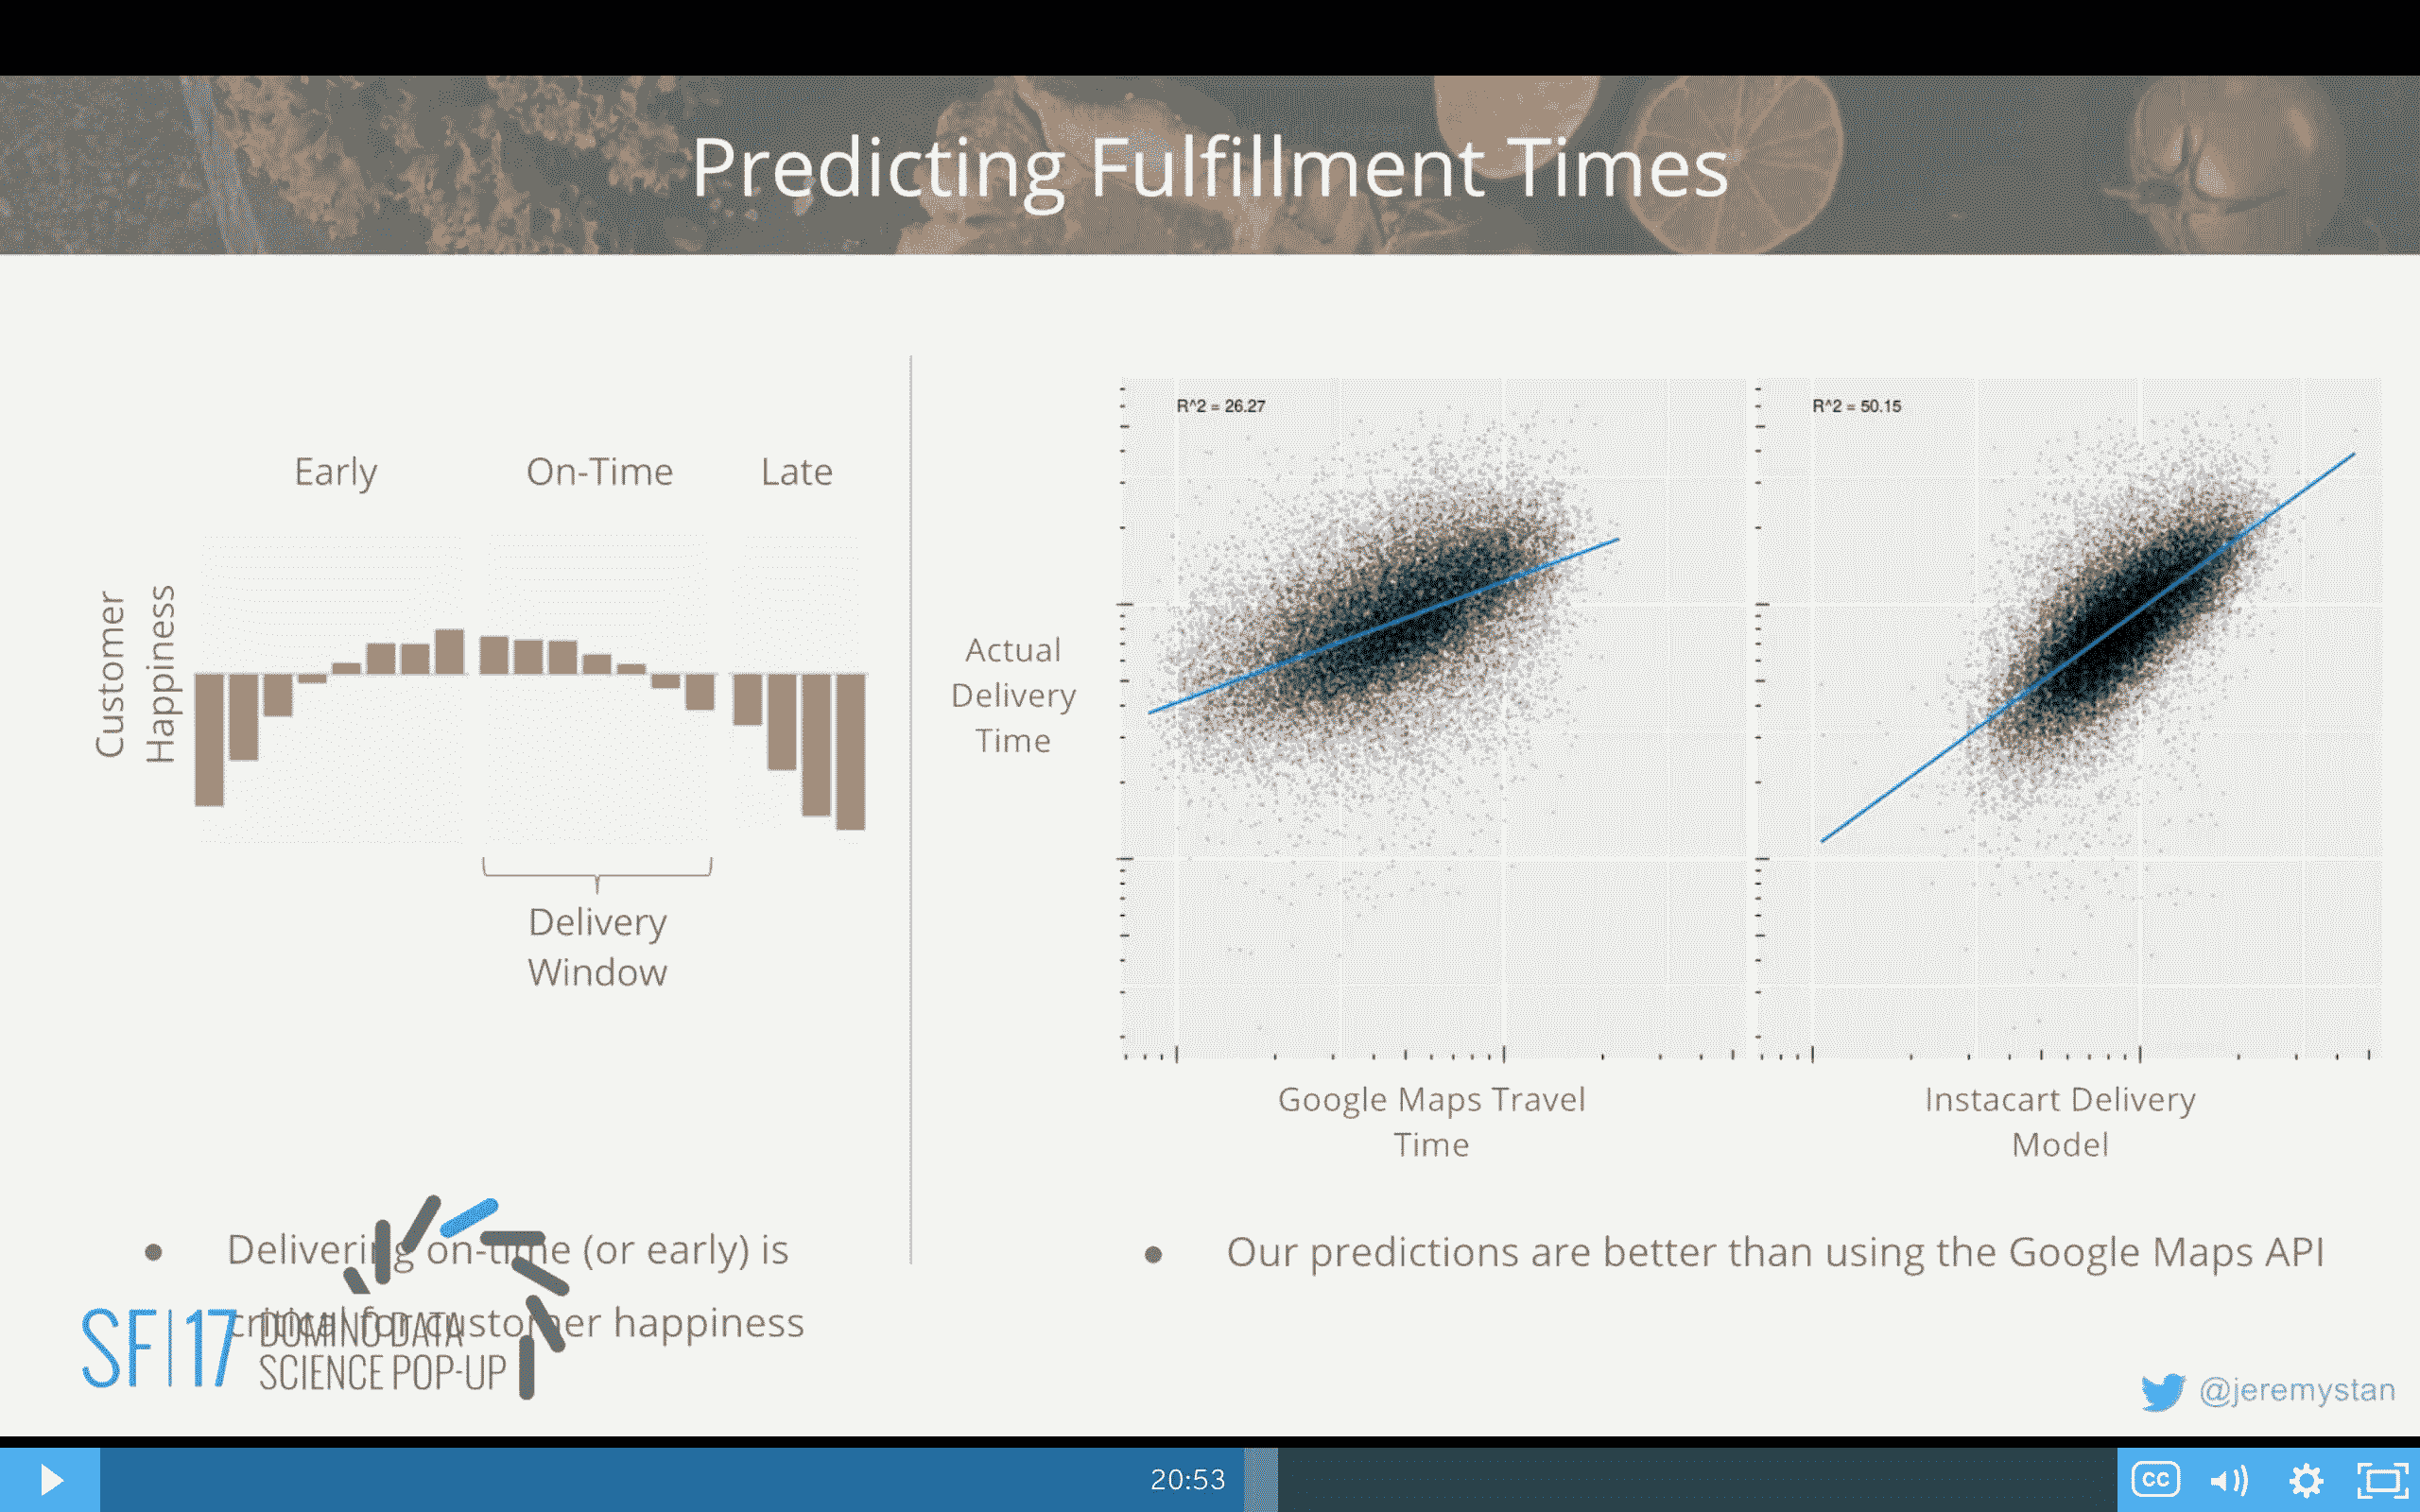 Predicting Fulfillment Times
Early
On-Time
Late
Customer
Happiness
Delivery
Window
Delivering on-time (or early) is
critical for customer happiness
Actual
Delivery
Time
R^2 = 26.27
R^2 = 50.15
Google Maps Travel
Time
Instacart Delivery
Model
Our predictions are better than using the Google Maps API
SF|17
DOMINO DATA
SCIENCE POP-UP
@jeremystan
20:53
CC